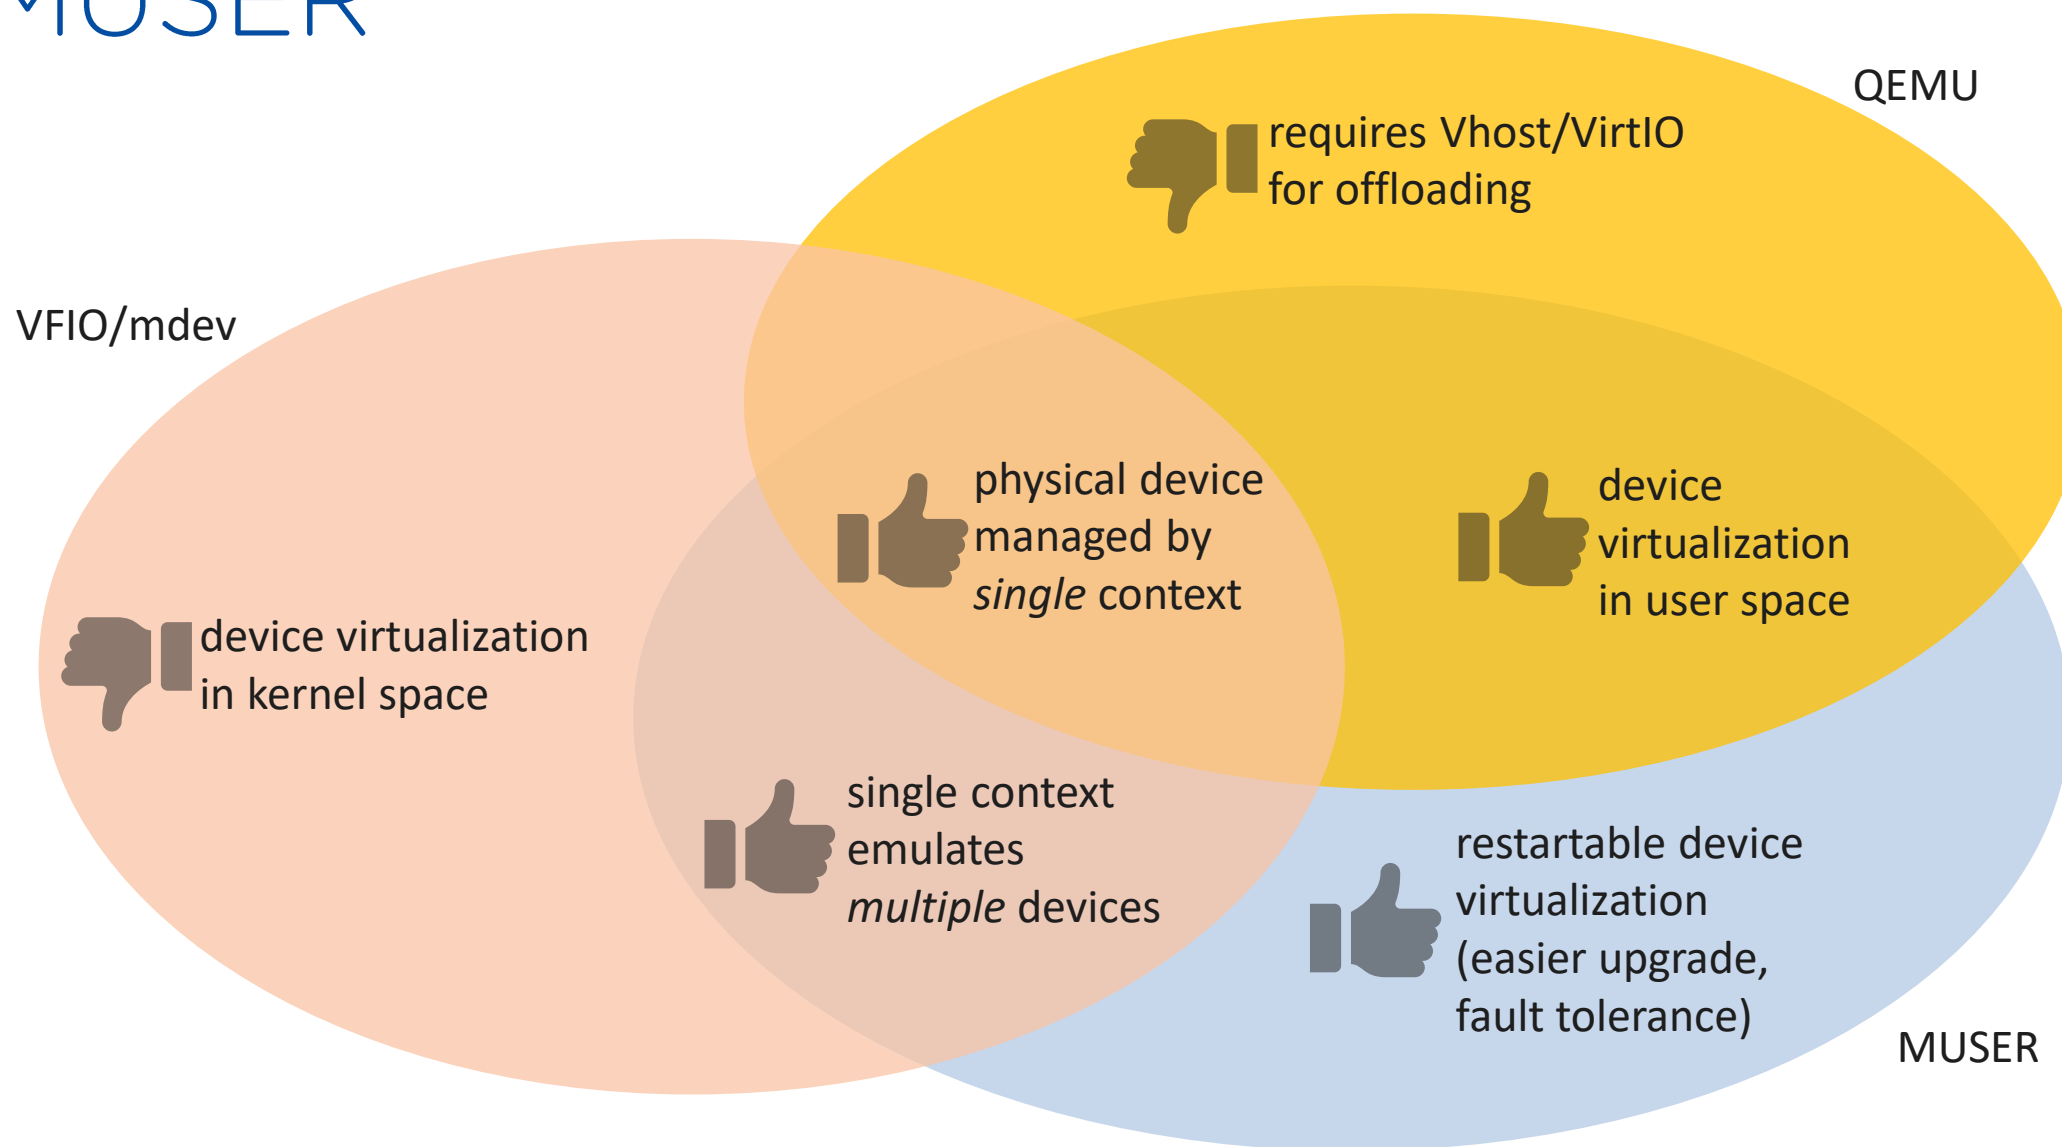 MUSER
QEMU
requires Vhost/VirtIO
for offloading
VFIO/mdev
physical device
managed by
single context
device
virtualization
in user space
device virtualization
in kernel space
single context
emulates
multiple devices
restartable device
virtualization
(easier upgrade,
fault tolerance)
MUSER